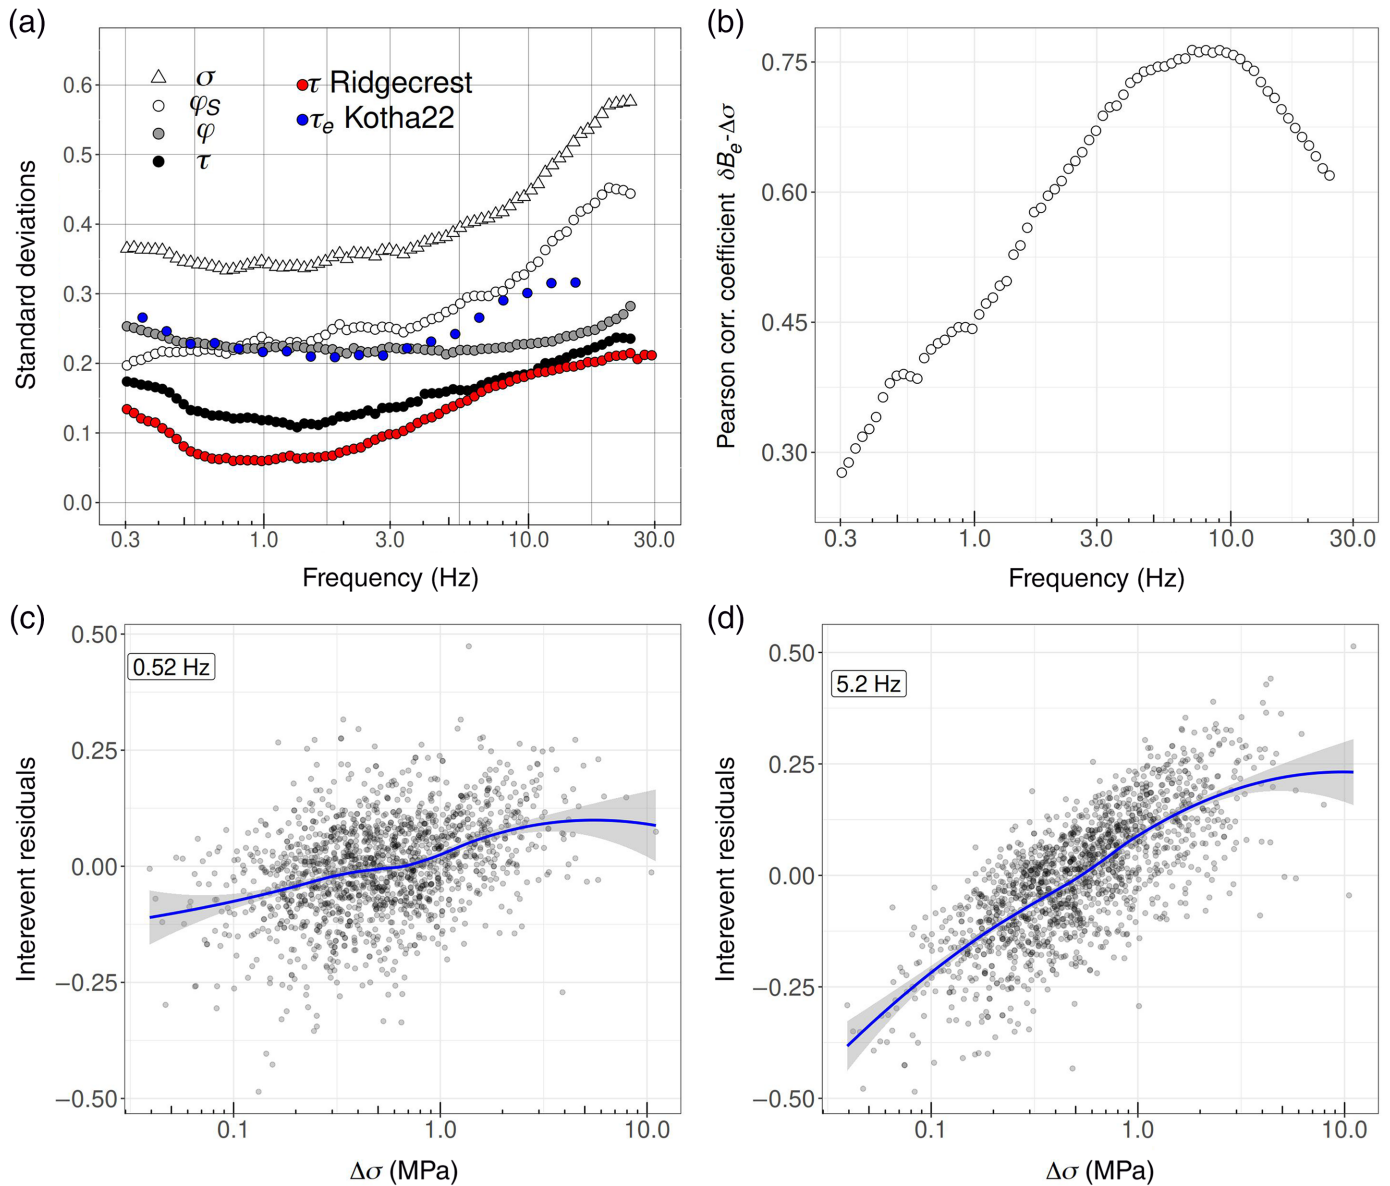 (a)
σ
φS
φ
τ
τ Ridgecrest
τe Kotha22
Standard deviations
0.6
0.5
0.4
0.3
0.2
0.1
0.0
0.3 1.0 3.0 10.0 30.0
Frequency (Hz)
(b)
Pearson corr. coefficient δBe-Δσ
0.75
0.60
0.45
0.30
0.3 1.0 3.0 10.0 30.0
Frequency (Hz)
(c)
0.52 Hz
Interevent residuals
0.50
0.25
0.00
−0.25
−0.50
0.1 1.0 10.0
Δσ (MPa)
(d)
5.2 Hz
Interevent residuals
0.50
0.25
0.00
−0.25
−0.50
0.1 1.0 10.0
Δσ (MPa)